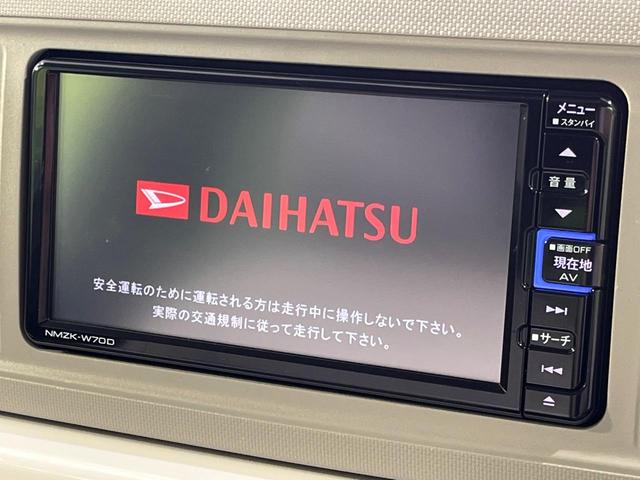 DAIHATSU
安全運転のために運転される方は走行中に操作しないで下さい。
実際の交通規制に従って走行して下さい。
NMZK-W70D
メニュー
スタンバイ
音量
画面OFF
現在地
AV
サーチ